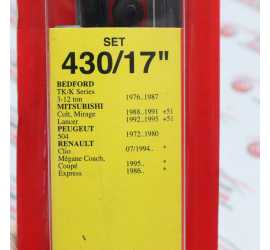 SET
430/17"
BEDFORD
TK/K Series
3-12 ton 1976..1987
MITSUBISHI
Colt, Mirage 1988..1991 +51
Lancer 1992..1995 +51
PEUGEOT
504 1972..1980
RENAULT
Clio 07/1994.. *
Mégane Coach,
Coupé 1995.. *
Express 1986.. *